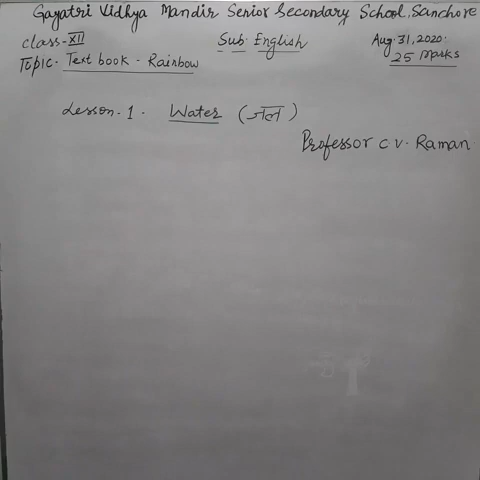 Gayatri Vidhya Mandir Senior Secondary School, Sanchore
Class-XII Sub. English Aug. 31, 2020.
Topic. Text book - Rainbow 25 Marks
Lesson. 1. Water (जल)
Professor C V. Raman.